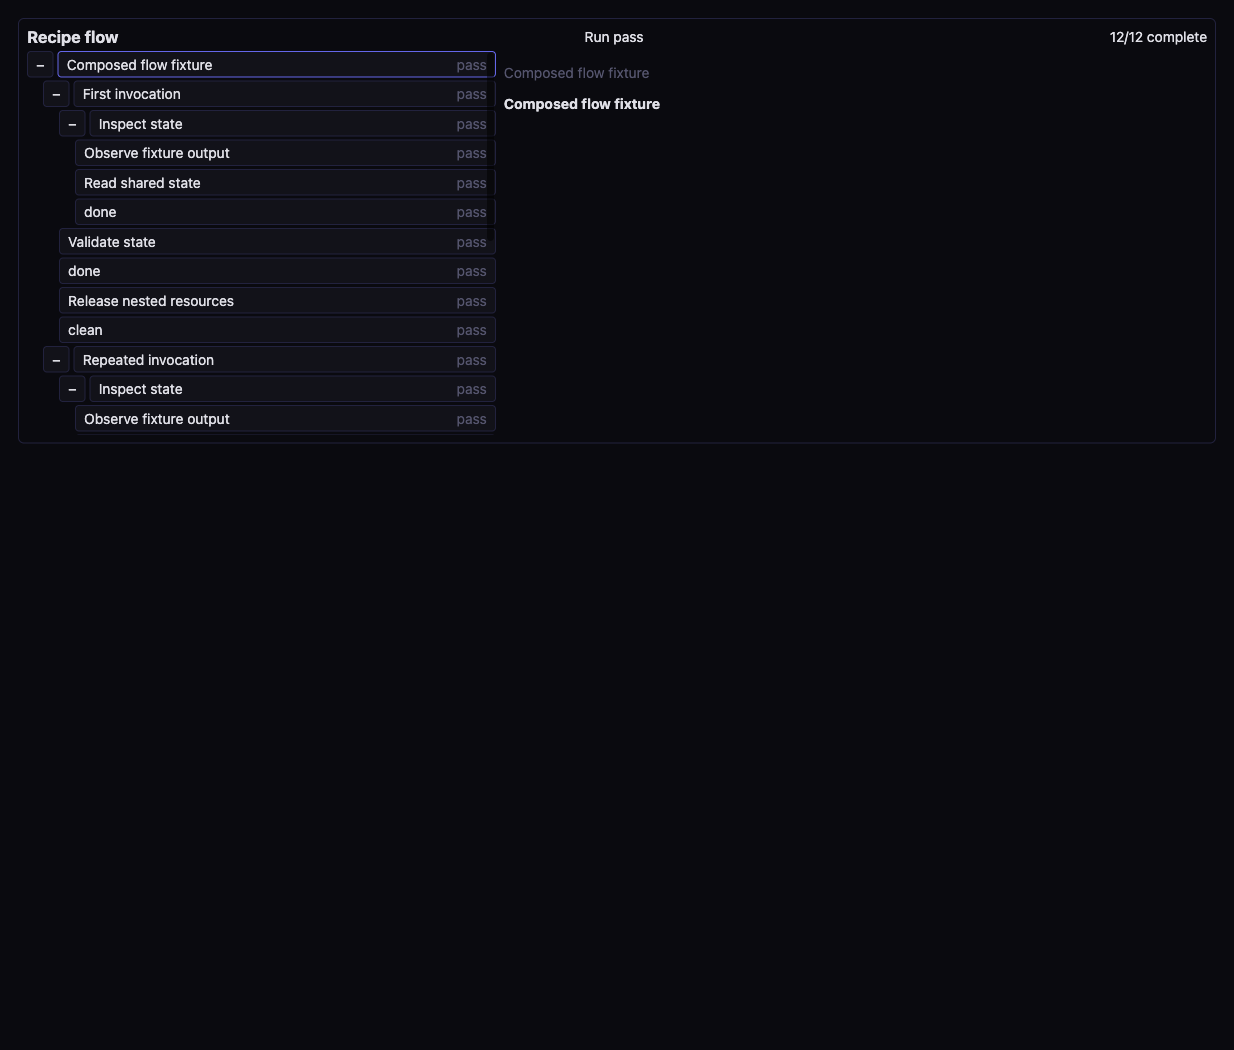 Recipe flow Run pass 12/12 complete
− Composed flow fixture pass
Composed flow fixture
− First invocation pass
Composed flow fixture
− Inspect state pass
Observe fixture output pass
Read shared state pass
done pass
Validate state pass
done pass
Release nested resources pass
clean pass
− Repeated invocation pass
− Inspect state pass
Observe fixture output pass